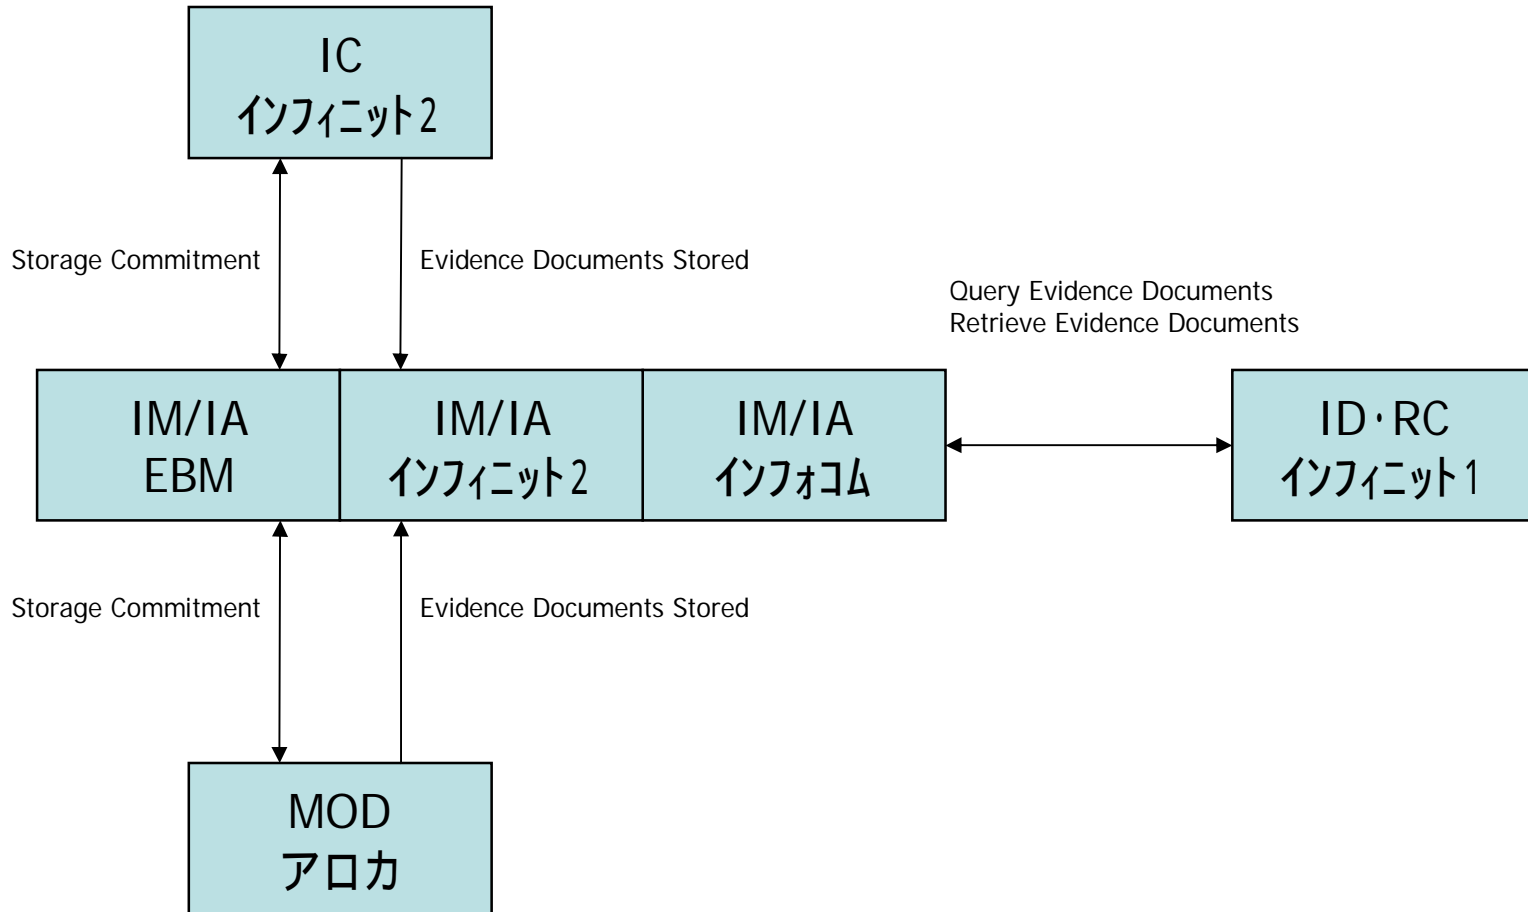 IC
インフィニット2
Storage Commitment
Evidence Documents Stored
Query Evidence Documents
Retrieve Evidence Documents
IM/IA
EBM
IM/IA
インフィニット2
IM/IA
インフォコム
ID・RC
インフィニット1
Storage Commitment
Evidence Documents Stored
MOD
アロカ